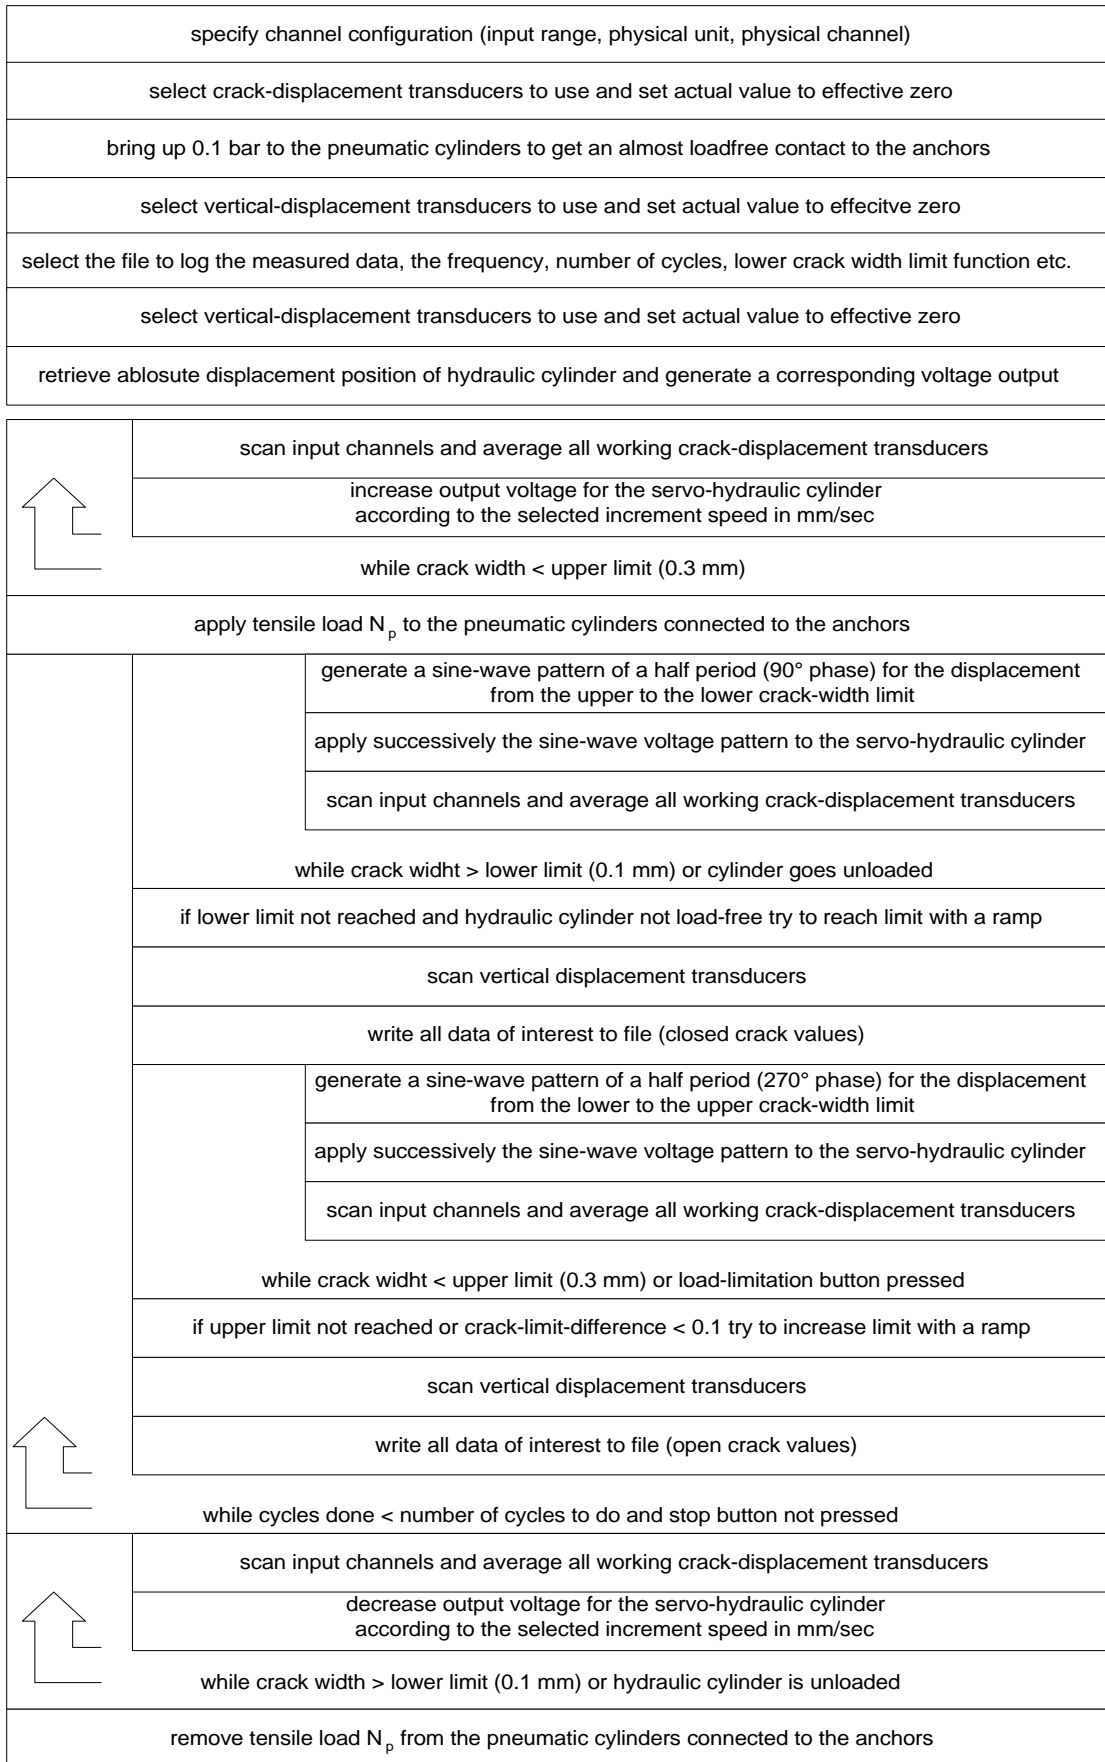 specify channel configuration (input range, physical unit, physical channel)
select crack-displacement transducers to use and set actual value to effective zero
bring up 0.1 bar to the pneumatic cylinders to get an almost loadfree contact to the anchors
select vertical-displacement transducers to use and set actual value to effecitve zero
select the file to log the measured data, the frequency, number of cycles, lower crack width limit function etc.
select vertical-displacement transducers to use and set actual value to effective zero
retrieve ablosute displacement position of hydraulic cylinder and generate a corresponding voltage output
scan input channels and average all working crack-displacement transducers
increase output voltage for the servo-hydraulic cylinder
according to the selected increment speed in mm/sec
while crack width < upper limit (0.3 mm)
apply tensile load Np to the pneumatic cylinders connected to the anchors
generate a sine-wave pattern of a half period (90° phase) for the displacement
from the upper to the lower crack-width limit
apply successively the sine-wave voltage pattern to the servo-hydraulic cylinder
scan input channels and average all working crack-displacement transducers
while crack widht > lower limit (0.1 mm) or cylinder goes unloaded
if lower limit not reached and hydraulic cylinder not load-free try to reach limit with a ramp
scan vertical displacement transducers
write all data of interest to file (closed crack values)
generate a sine-wave pattern of a half period (270° phase) for the displacement
from the lower to the upper crack-width limit
apply successively the sine-wave voltage pattern to the servo-hydraulic cylinder
scan input channels and average all working crack-displacement transducers
while crack widht < upper limit (0.3 mm) or load-limitation button pressed
if upper limit not reached or crack-limit-difference < 0.1 try to increase limit with a ramp
scan vertical displacement transducers
write all data of interest to file (open crack values)
while cycles done < number of cycles to do and stop button not pressed
scan input channels and average all working crack-displacement transducers
decrease output voltage for the servo-hydraulic cylinder
according to the selected increment speed in mm/sec
while crack width > lower limit (0.1 mm) or hydraulic cylinder is unloaded
remove tensile load Np from the pneumatic cylinders connected to the anchors